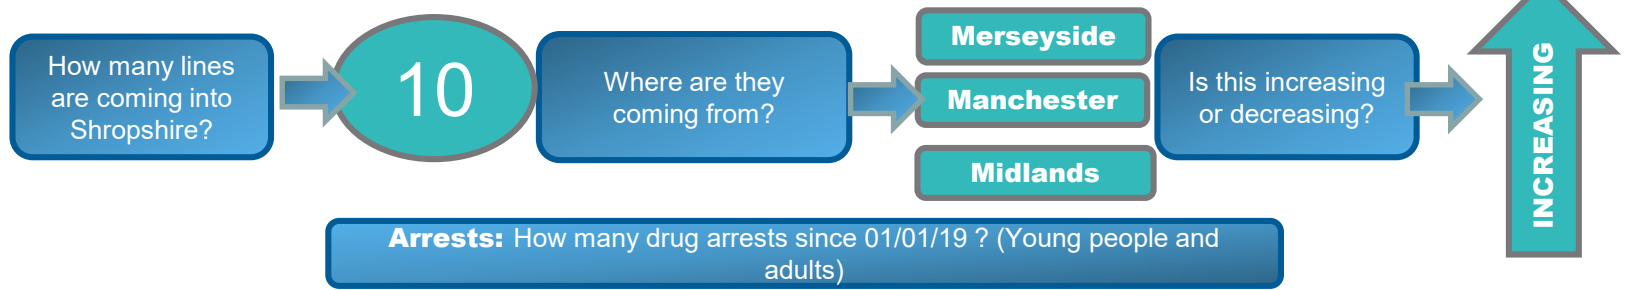 How many lines
are coming into
Shropshire?
10
Where are they
coming from?
Merseyside
Manchester
Midlands
Is this increasing
or decreasing?
INCREASING
Arrests: How many drug arrests since 01/01/19 ? (Young people and
adults)